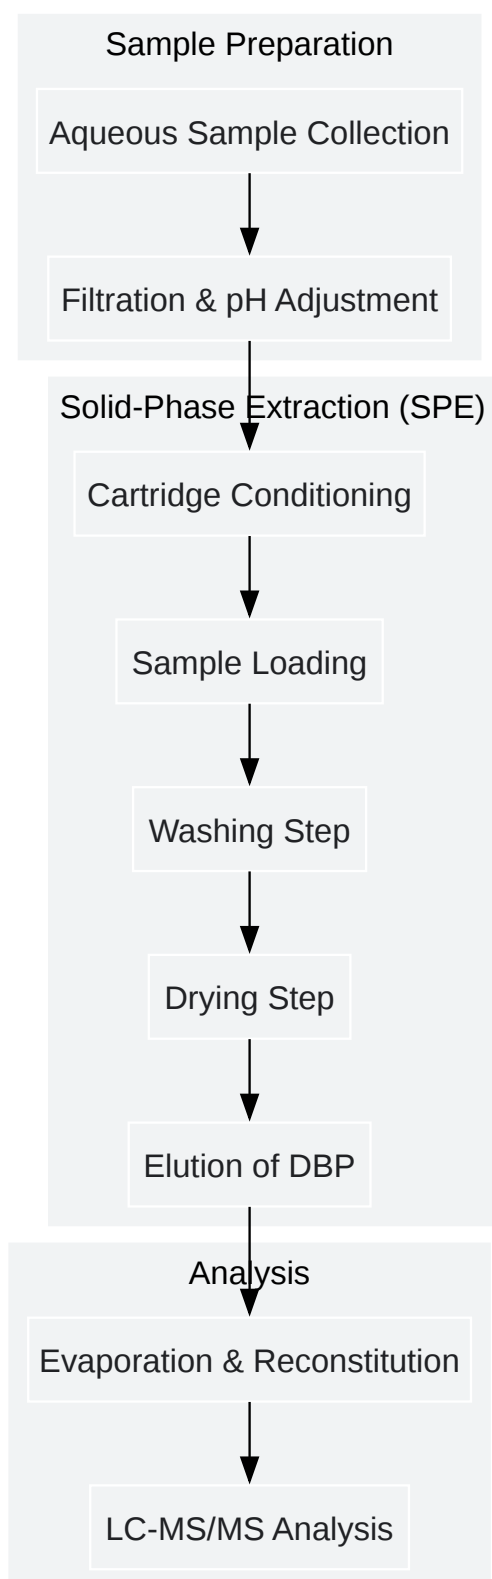 Sample Preparation
Aqueous Sample Collection
Filtration & pH Adjustment
Solid-Phase Extraction (SPE)
Cartridge Conditioning
Sample Loading
Washing Step
Drying Step
Elution of DBP
Analysis
Evaporation & Reconstitution
LC-MS/MS Analysis